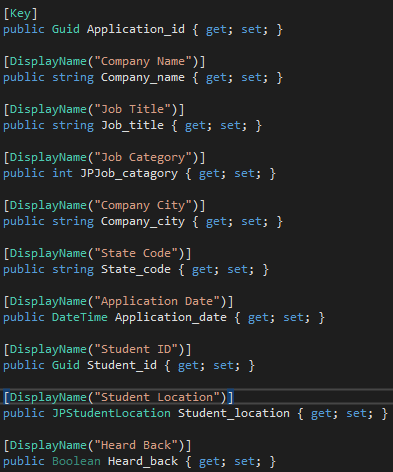 [Key]
public Guid Application_id { get; set; }
[DisplayName("Company Name")]
public string Company_name { get; set; }
[DisplayName("Job Title")]
public string Job_title { get; set; }
[DisplayName("Job Category")]
public int JPJob_catagory { get; set; }
[DisplayName("Company City")]
public string Company_city { get; set; }
[DisplayName("State Code")]
public string State_code { get; set; }
[DisplayName("Application Date")]
public DateTime Application_date { get; set; }
[DisplayName("Student ID")]
public Guid Student_id { get; set; }
[DisplayName("Student Location")]
public JPStudentLocation Student_location { get; set; }
[DisplayName("Heard Back")]
public Boolean Heard_back { get; set; }